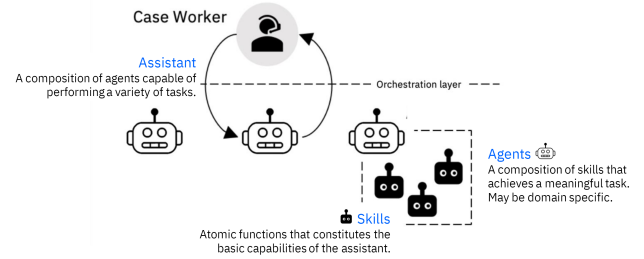 Case Worker
Assistant
A composition of agents capable of
performing a variety of tasks.
Orchestration layer
Agents
A composition of skills that
achieves a meaningful task.
May be domain specific.
Skills
Atomic functions that constitutes the
basic capabilities of the assistant.